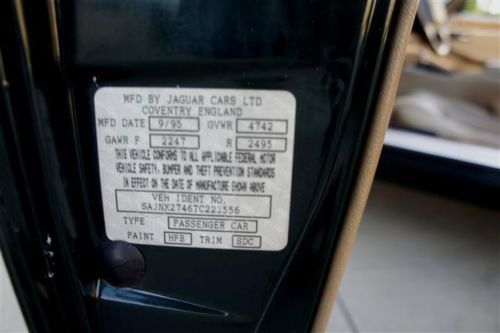 MFD BY JAGUAR CARS LTD
COVENTRY ENGLAND
MFD DATE 9/95 GVWR 4742
GAWR F 2247 R 2495
THIS VEHICLE CONFORMS TO ALL APPLICABLE FEDERAL MOTOR
VEHICLE SAFETY, BUMPER AND THEFT PREVENTION STANDARDS
IN EFFECT ON THE DATE OF MANUFACTURE SHOWN ABOVE
VEH IDENT NO.
SAJNX2746TC223556
TYPE PASSENGER CAR
PAINT HFB TRIM SDC